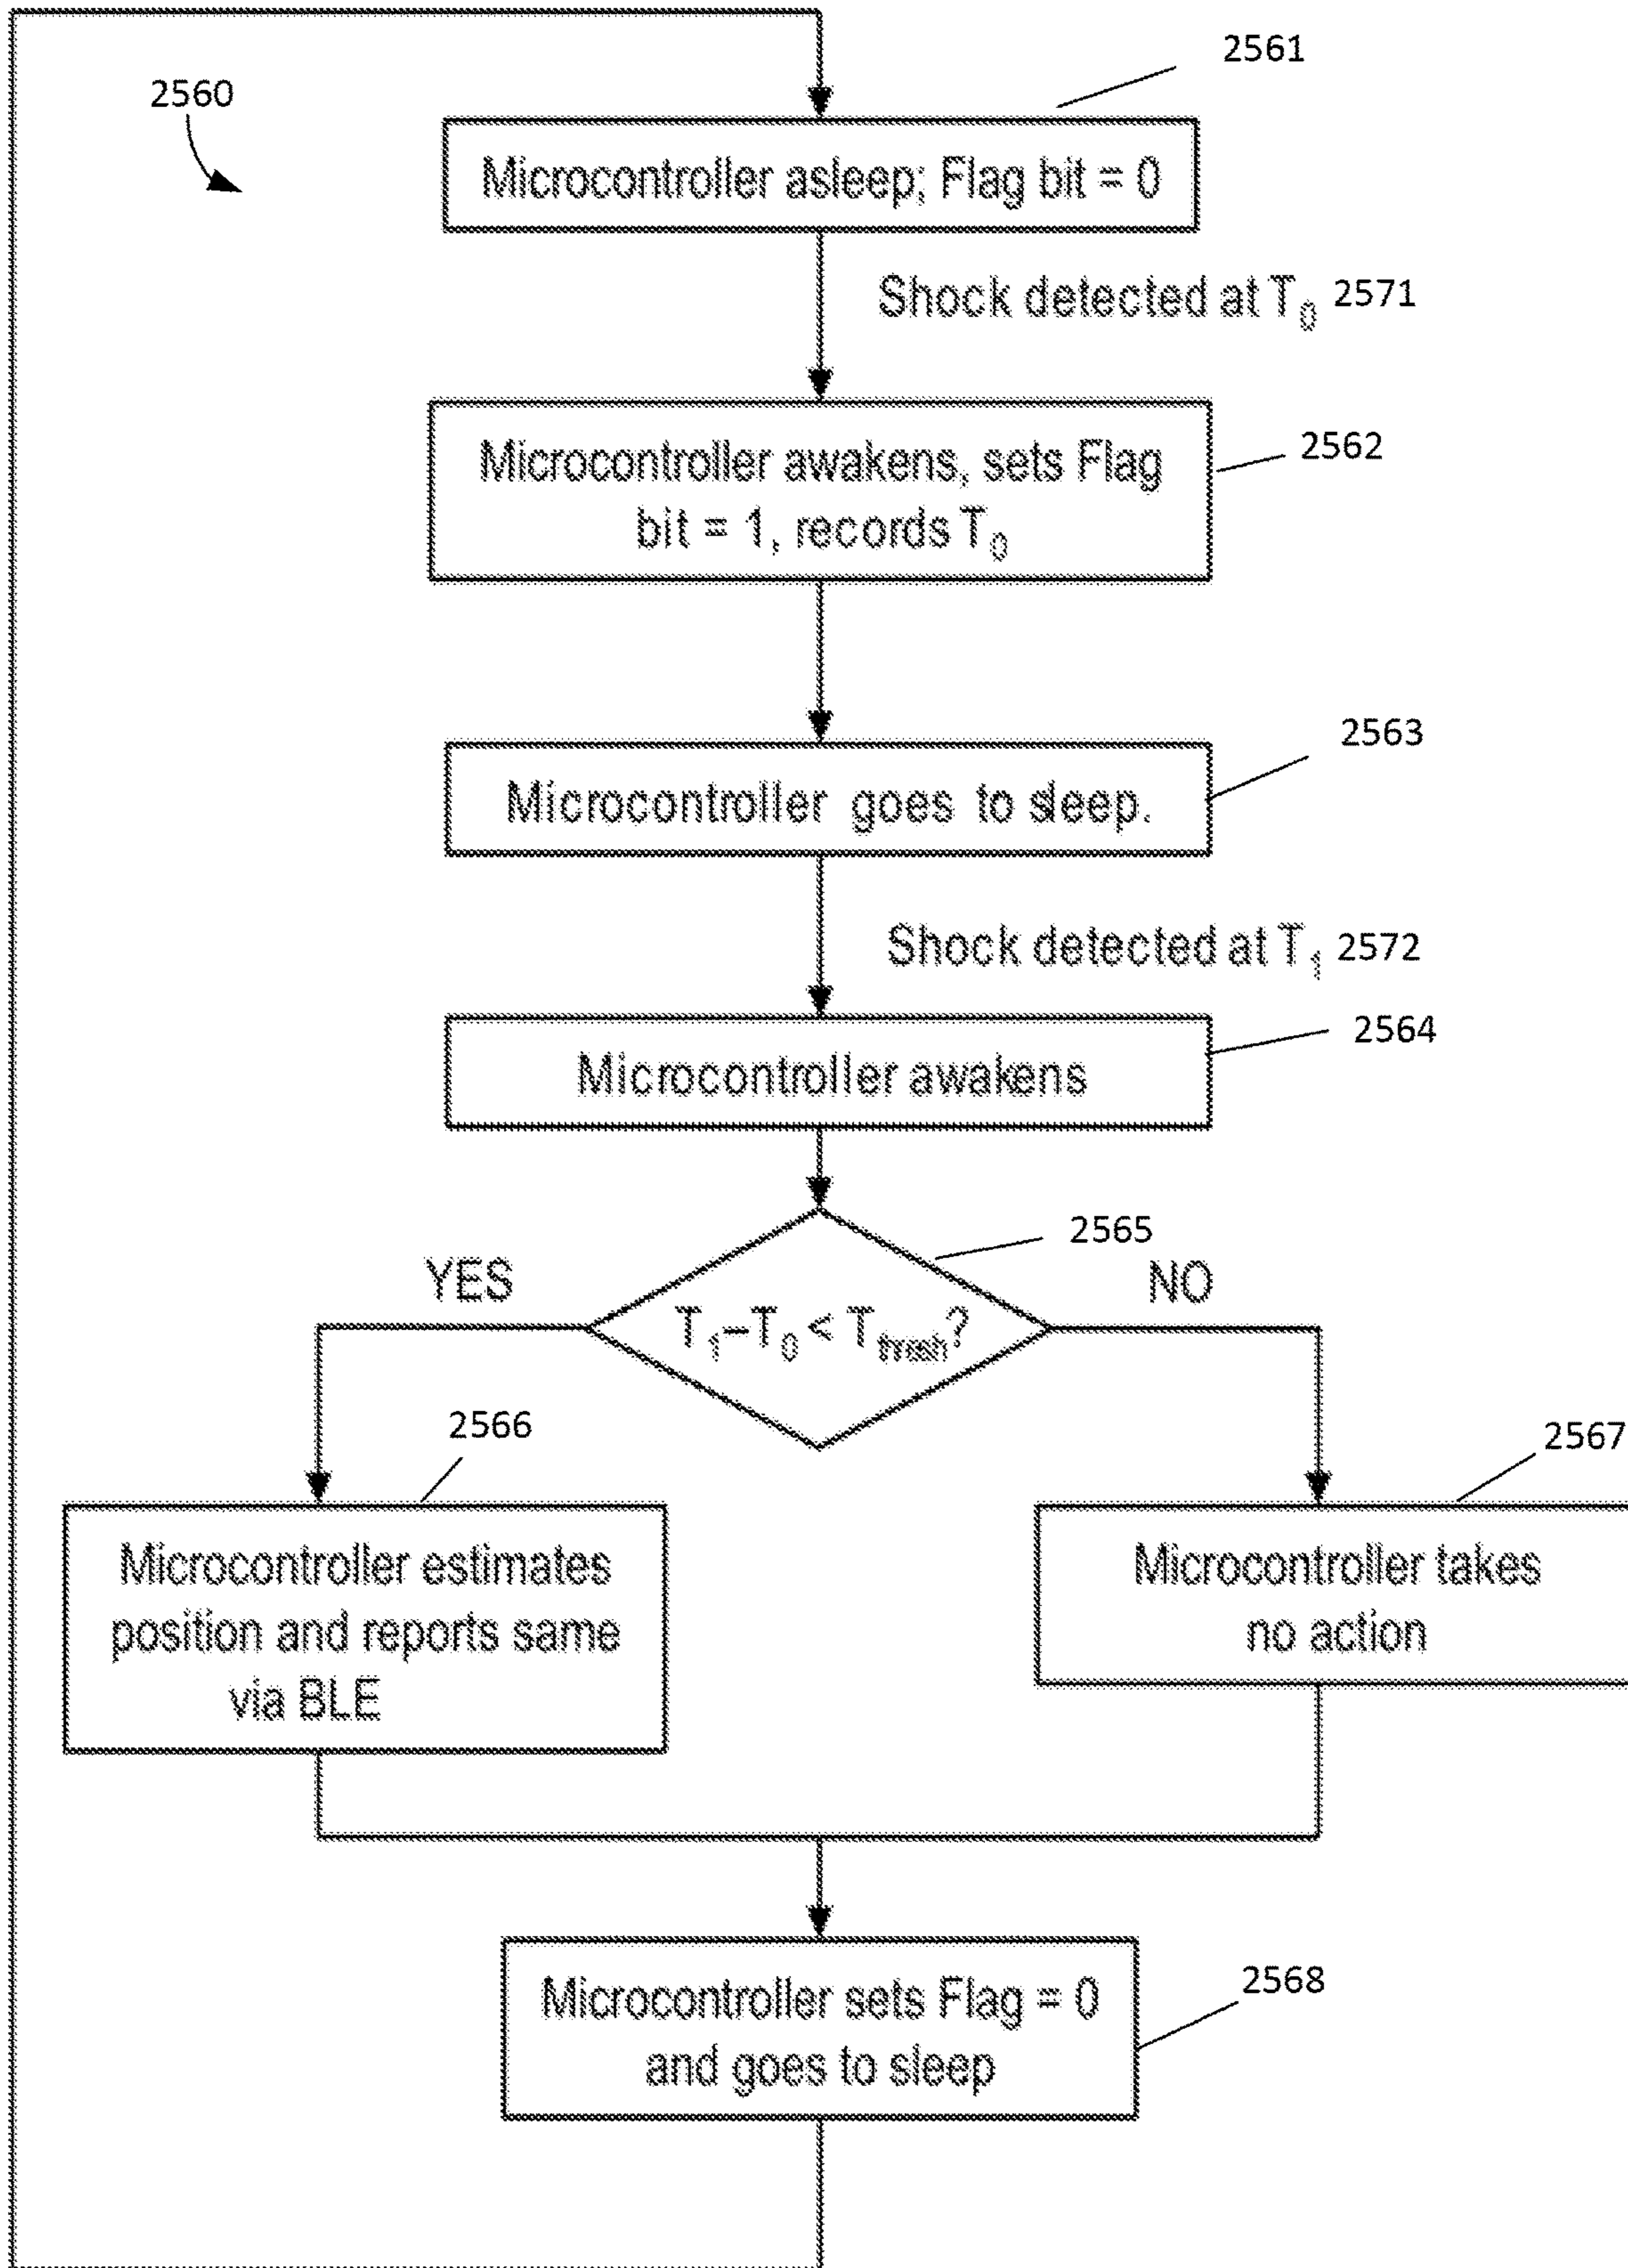 2561
2560
Microcontroller asleep; Flag bit = 0
Shock detected at T₀ 2571
Microcontroller awakens, sets Flag
bit = 1, records T₀
2562
2563
Microcontroller goes to sleep.
Shock detected at T₁ 2572
2564
Microcontroller awakens
2565
YES
NO
T₁–T₀ < Tthrush?
2566
2567
Microcontroller estimates
position and reports same
via BLE
Microcontroller takes
no action
Microcontroller sets Flag = 0
and goes to sleep
2568